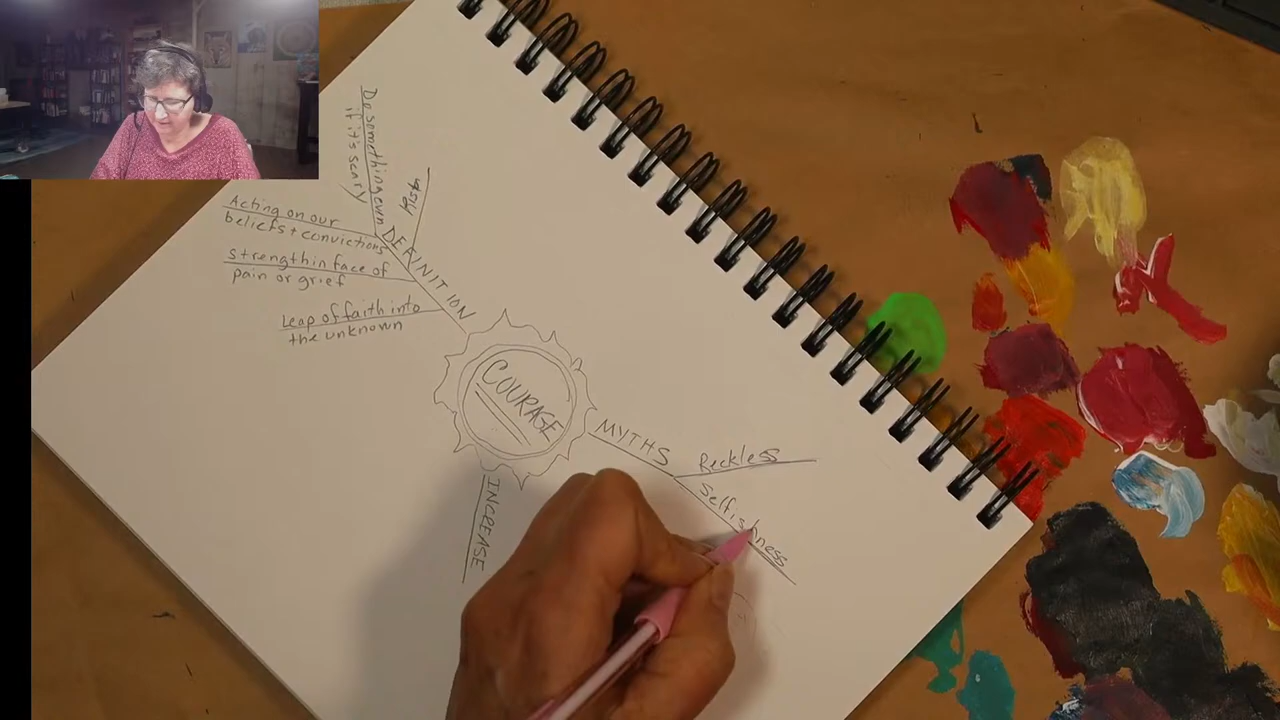 COURAGE
DEFINITION
Do something even
if it's scary
Risk
Acting on our
beliefs + convictions
strength in face of
pain or grief
Leap of faith into
the unknown
MYTHS
Reckless
Selfishness
INCREASE